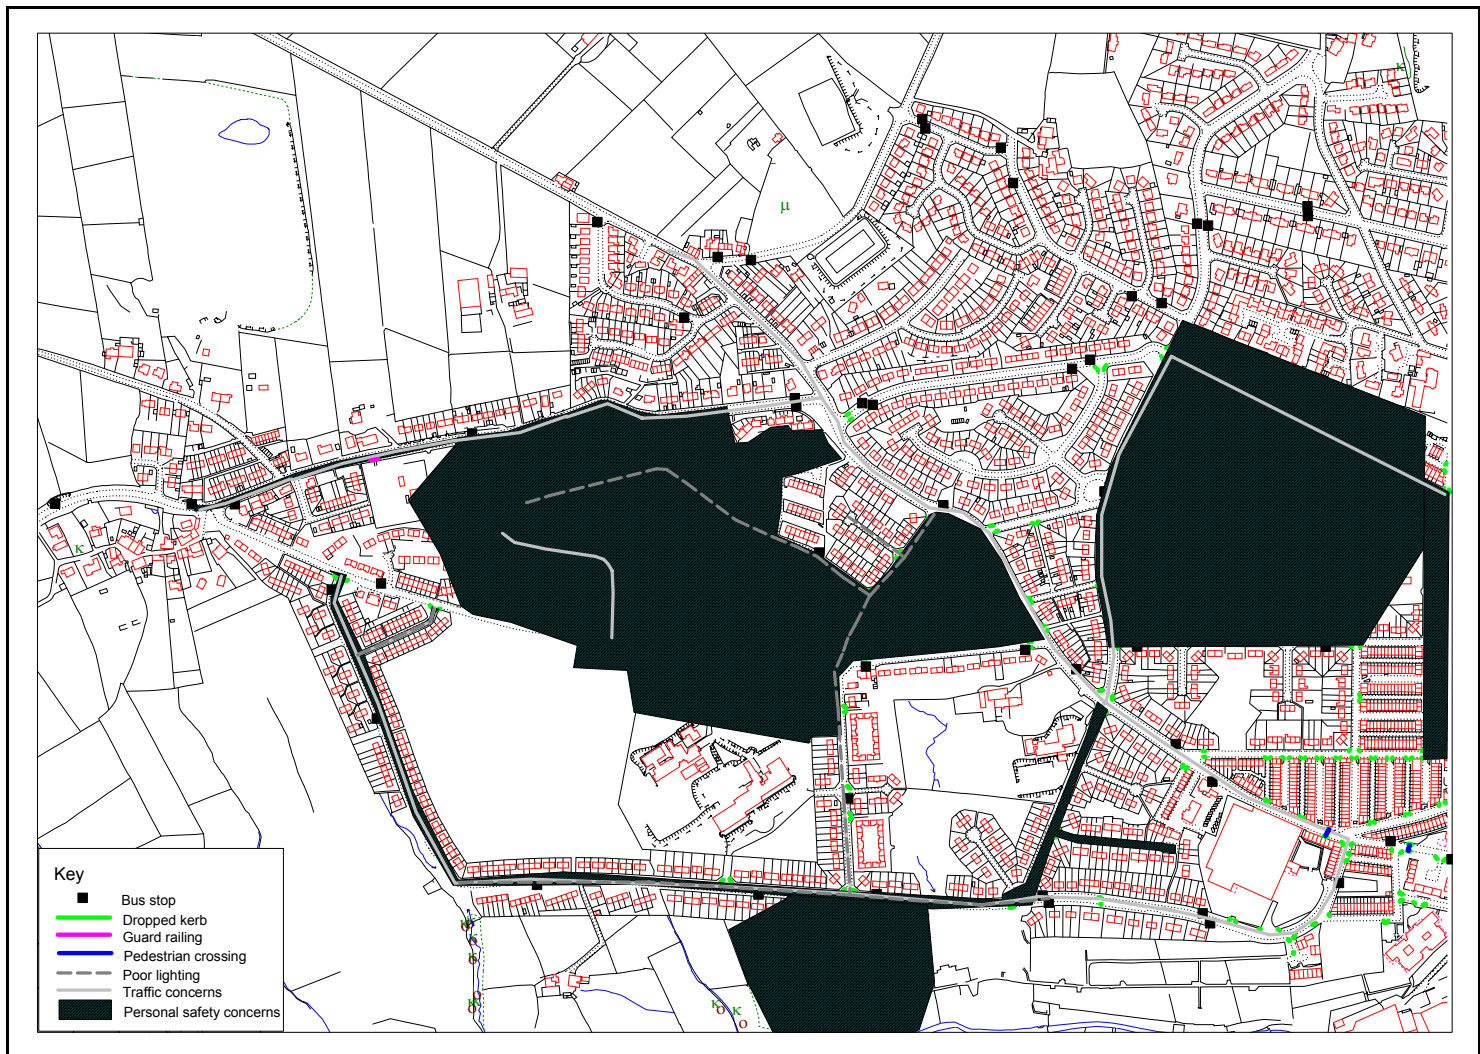 κ
μ
κ
Key
Bus stop
Dropped kerb
Guard railing
Pedestrian crossing
Poor lighting
Traffic concerns
Personal safety concerns